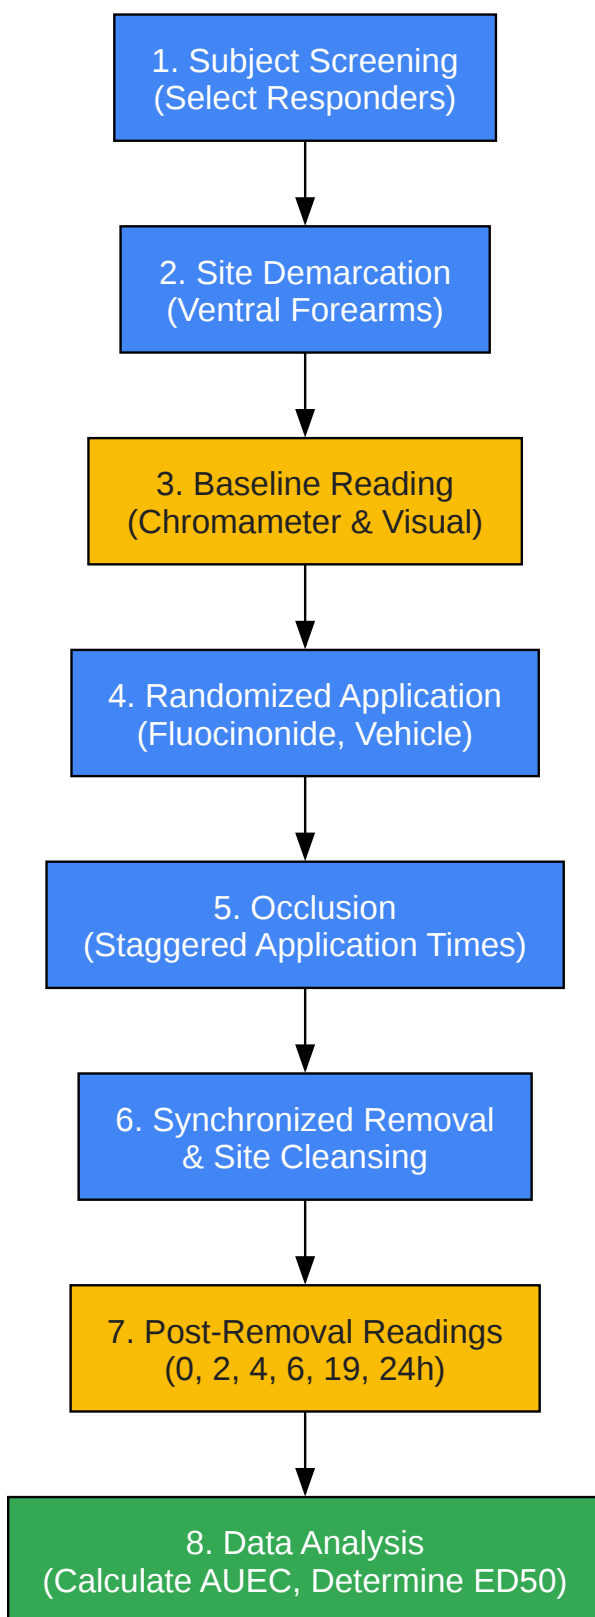 1. Subject Screening
(Select Responders)
2. Site Demarcation
(Ventral Forearms)
3. Baseline Reading
(Chromameter & Visual)
4. Randomized Application
(Fluocinonide, Vehicle)
5. Occlusion
(Staggered Application Times)
6. Synchronized Removal
& Site Cleansing
7. Post-Removal Readings
(0, 2, 4, 6, 19, 24h)
8. Data Analysis
(Calculate AUEC, Determine ED50)